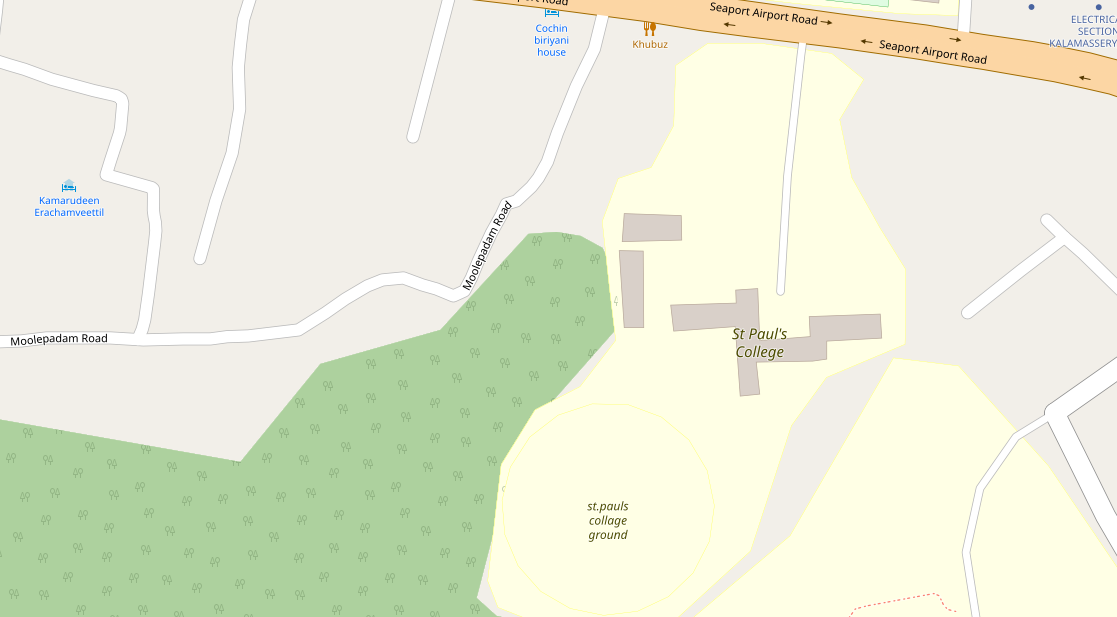 port Road
Seaport Airport Road
Seaport Airport Road
ELECTRICA
SECTION
KALAMASSERY
Cochin
biriyani
house
Khubuz
Kamarudeen
Erachamveettil
Moolepadam Road
Moolepadam Road
St Paul's
College
st.pauls
collage
ground